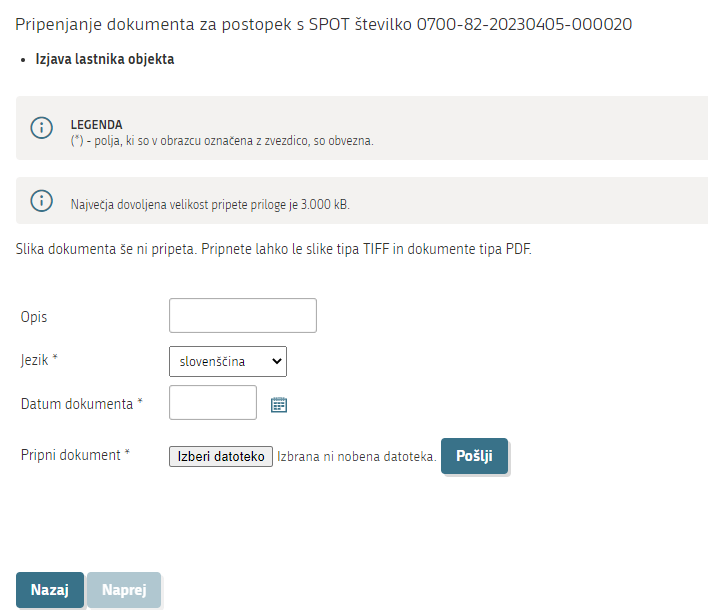 Pripenjanje dokumenta za postopek s SPOT številko 0700-82-20230405-000020
• Izjava lastnika objekta
LEGENDA
(*) - polja, ki so v obrazcu označena z zvezdico, so obvezna.
Največja dovoljena velikost pripete priloge je 3.000 kB.
Slika dokumenta še ni pripeta. Pripnete lahko le slike tipa TIFF in dokumente tipa PDF.
Opis
Jezik * slovenščina
Datum dokumenta *
Pripni dokument * Izberi datoteko Izbrana ni nobena datoteka. Pošlji
Nazaj Naprej